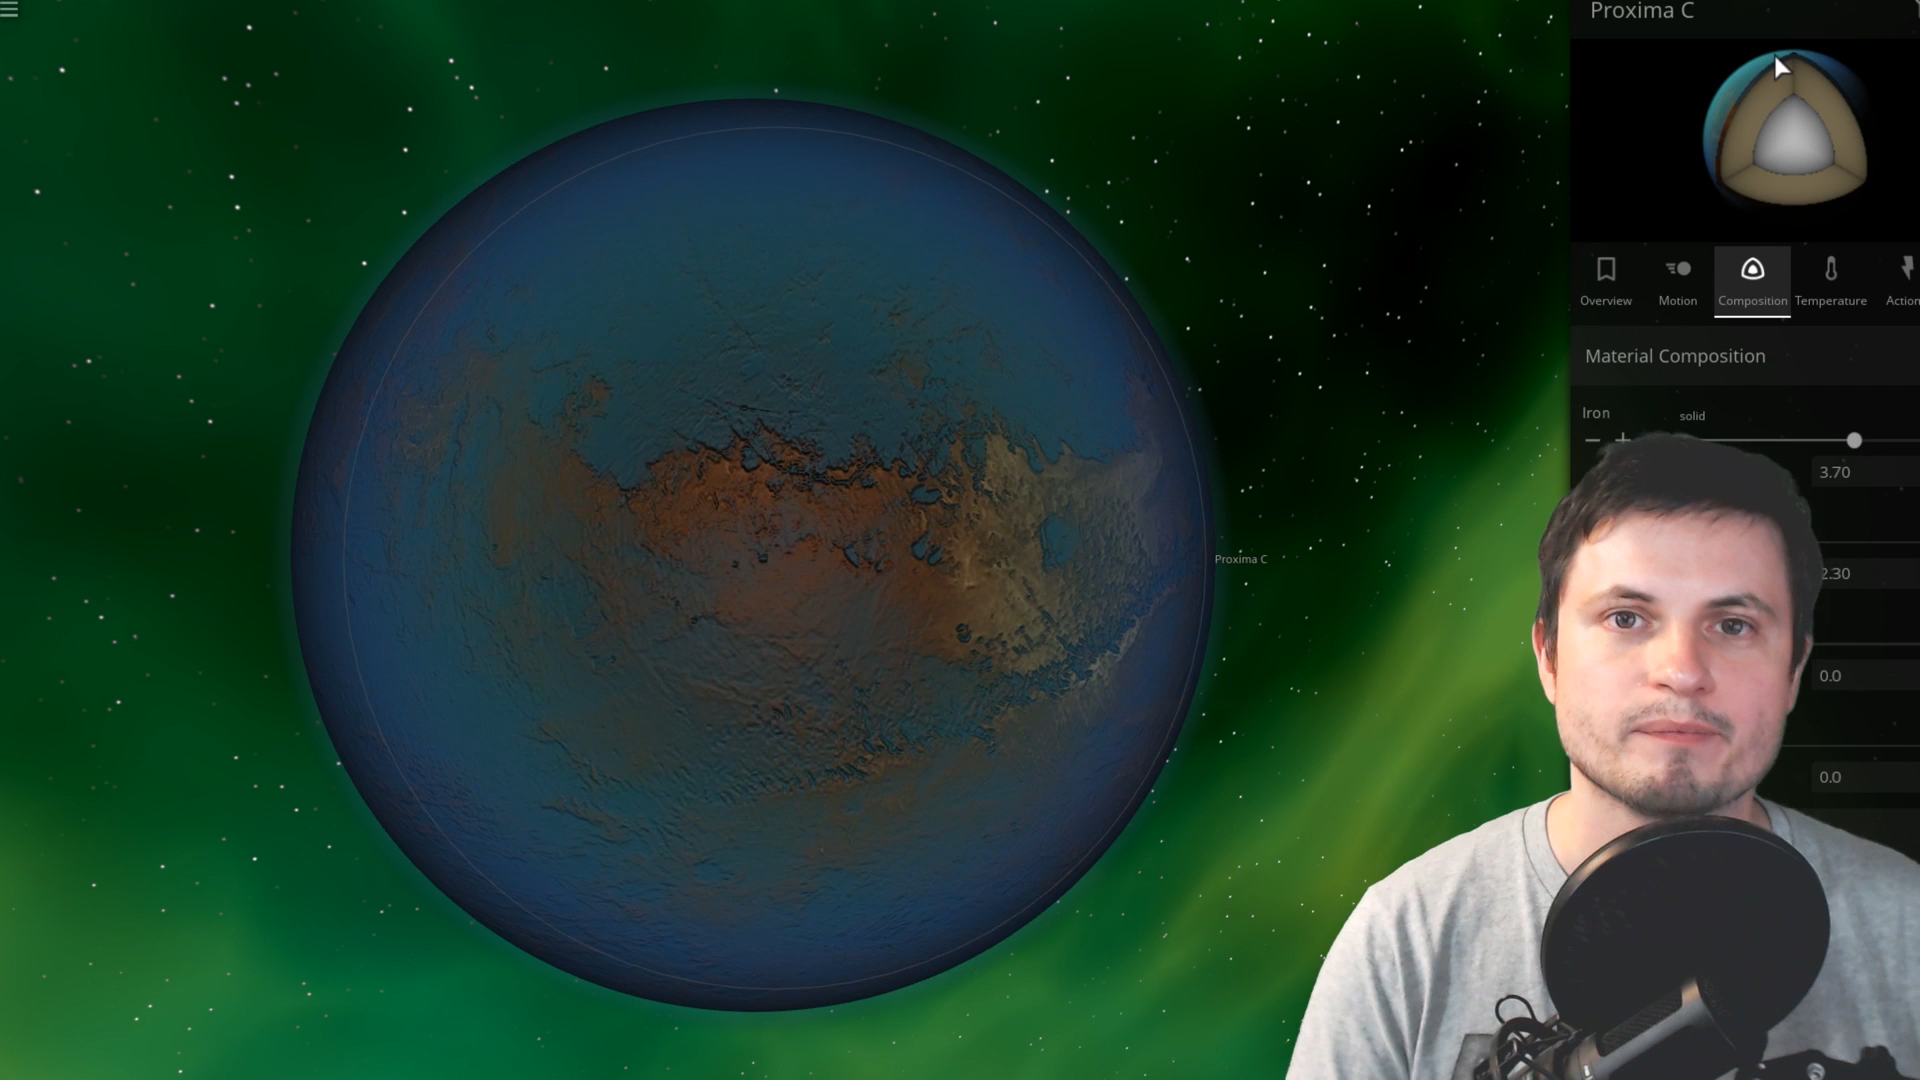 Proxima C
Overview
Motion
Composition
Temperature
Action
Material Composition
Iron
solid
3.70
Proxima C
2.30
0.0
0.0